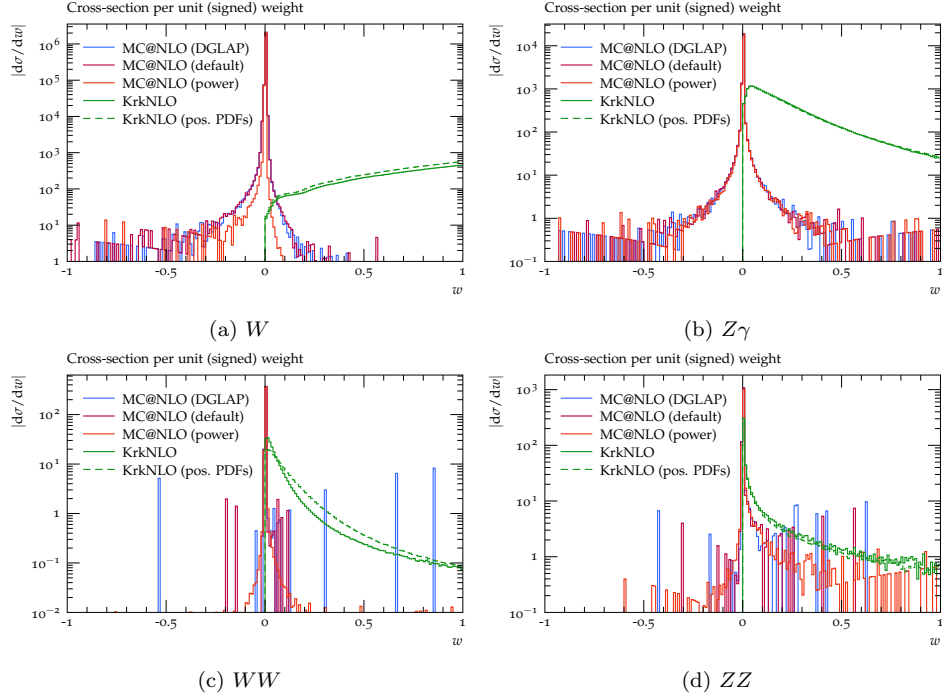 Cross-section per unit (signed) weight
|dσ/dw|
10^6
10^5
10^4
10^3
10^2
10^1
1
MC@NLO (DGLAP)
MC@NLO (default)
MC@NLO (power)
KrkNLO
KrkNLO (pos. PDFs)
-1 -0.5 0 0.5 1
w
(a) W
Cross-section per unit (signed) weight
|dσ/dw|
10^4
10^3
10^2
10^1
1
10^−1
MC@NLO (DGLAP)
MC@NLO (default)
MC@NLO (power)
KrkNLO
KrkNLO (pos. PDFs)
-1 -0.5 0 0.5 1
w
(b) Zγ
Cross-section per unit (signed) weight
|dσ/dw|
10^2
10^1
1
10^−1
10^−2
MC@NLO (DGLAP)
MC@NLO (default)
MC@NLO (power)
KrkNLO
KrkNLO (pos. PDFs)
-1 -0.5 0 0.5 1
w
(c) WW
Cross-section per unit (signed) weight
|dσ/dw|
10^3
10^2
10^1
1
10^−1
MC@NLO (DGLAP)
MC@NLO (default)
MC@NLO (power)
KrkNLO
KrkNLO (pos. PDFs)
-1 -0.5 0 0.5 1
w
(d) ZZ